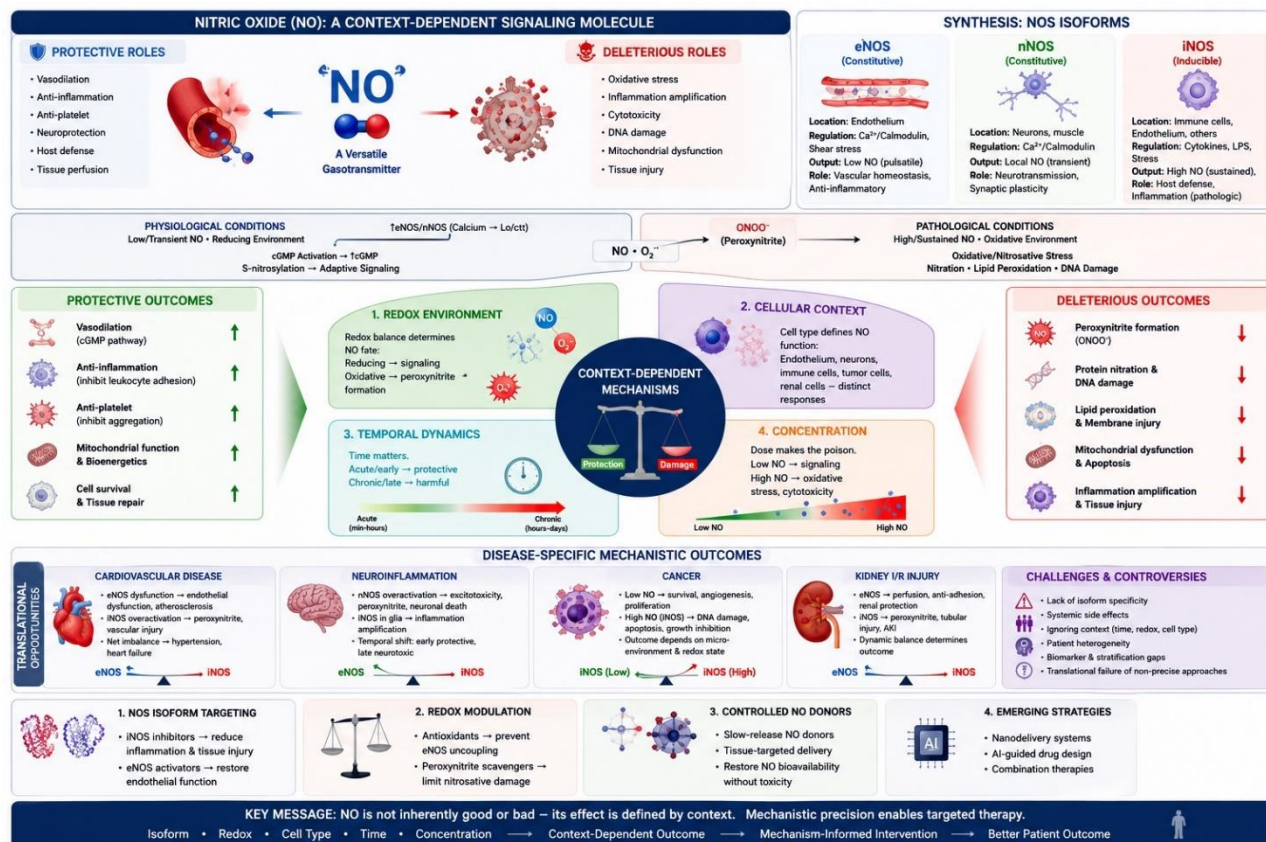 NITRIC OXIDE (NO): A CONTEXT-DEPENDENT SIGNALING MOLECULE
PROTECTIVE ROLES
• Vasodilation
• Anti-inflammation
• Anti-platelet
• Neuroprotection
• Host defense
• Tissue perfusion
NO
A Versatile
Gasotransmitter
DELETERIOUS ROLES
• Oxidative stress
• Inflammation amplification
• Cytotoxicity
• DNA damage
• Mitochondrial dysfunction
• Tissue injury
SYNTHESIS: NOS ISOFORMS
eNOS
(Constitutive)
Location: Endothelium
Regulation: Ca²⁺/Calmodulin,
Shear stress
Output: Low NO (pulsatile)
Role: Vascular homeostasis,
Anti-inflammatory
nNOS
(Constitutive)
Location: Neurons, muscle
Regulation: Ca²⁺/Calmodulin
Output: Local NO (transient)
Role: Neurotransmission,
Synaptic plasticity
iNOS
(Inducible)
Location: Immune cells,
Endothelium, others
Regulation: Cytokines, LPS,
Stress
Output: High NO (sustained),
Role: Host defense,
Inflammation (pathologic)
PHYSIOLOGICAL CONDITIONS
Low/Transient NO • Reducing Environment
↑eNOS/nNOS (Calcium → Lo/ctt)
cGMP Activation → ↑cGMP
S-nitrosylation → Adaptive Signaling
NO • O₂⁻
ONOO⁻
(Peroxynitrite)
PATHOLOGICAL CONDITIONS
High/Sustained NO • Oxidative Environment
Oxidative/Nitrosative Stress
Nitration • Lipid Peroxidation • DNA Damage
PROTECTIVE OUTCOMES
Vasodilation
(cGMP pathway)
Anti-inflammation
(inhibit leukocyte adhesion)
Anti-platelet
(inhibit aggregation)
Mitochondrial function
& Bioenergetics
Cell survival
& Tissue repair
1. REDOX ENVIRONMENT
Redox balance determines
NO fate:
Reducing → signaling
Oxidative → peroxynitrite
formation
NO
O₂⁻
2. CELLULAR CONTEXT
Cell type defines NO
function:
Endothelium, neurons,
immune cells, tumor cells,
renal cells — distinct
responses
CONTEXT-DEPENDENT
MECHANISMS
Protection
Damage
3. TEMPORAL DYNAMICS
Time matters.
Acute/early → protective
Chronic/late → harmful
Acute
(min-hours)
Chronic
(hours-days)
4. CONCENTRATION
Dose makes the poison.
Low NO → signaling
High NO → oxidative
stress, cytotoxicity
Low NO
High NO
DELETERIOUS OUTCOMES
NO
Peroxynitrite formation
(ONOO⁻)
Protein nitration &
DNA damage
Lipid peroxidation
& Membrane injury
Mitochondrial dysfunction
& Apoptosis
Inflammation amplification
& Tissue injury
TRANSLATIONAL
OPPOTUNITIES
DISEASE-SPECIFIC MECHANISTIC OUTCOMES
CARDIOVASCULAR DISEASE
• eNOS dysfunction → endothelial
dysfunction, atherosclerosis
• iNOS overactivation → peroxynitrite,
vascular injury
• Net imbalance → hypertension,
heart failure
eNOS
iNOS
NEUROINFLAMMATION
• nNOS overactivation → excitotoxicity,
peroxynitrite, neuronal death
• iNOS in glia → inflammation
amplification
• Temporal shift: early protective,
late neurotoxic
eNOS
iNOS
CANCER
• Low NO → survival, angiogenesis,
proliferation
• High NO (iNOS) → DNA damage,
apoptosis, growth inhibition
• Outcome depends on micro-
environment & redox state
iNOS (Low)
iNOS (High)
KIDNEY I/R INJURY
• eNOS → perfusion, anti-adhesion,
renal protection
• iNOS → peroxynitrite, tubular
injury, AKI
• Dynamic balance determines
outcome
eNOS
iNOS
CHALLENGES & CONTROVERSIES
• Lack of isoform specificity
• Systemic side effects
• Ignoring context (time, redox, cell type)
• Patient heterogeneity
• Biomarker & stratification gaps
• Translational failure of non-precise approaches
1. NOS ISOFORM TARGETING
• iNOS inhibitors → reduce
inflammation & tissue injury
• eNOS activators → restore
endothelial function
2. REDOX MODULATION
• Antioxidants → prevent
eNOS uncoupling
• Peroxynitrite scavengers →
limit nitrosative damage
3. CONTROLLED NO DONORS
• Slow-release NO donors
• Tissue-targeted delivery
• Restore NO bioavailability
without toxicity
AI
4. EMERGING STRATEGIES
• Nanodelivery systems
• AI-guided drug design
• Combination therapies
KEY MESSAGE: NO is not inherently good or bad — its effect is defined by context. Mechanistic precision enables targeted therapy.
Isoform • Redox • Cell Type • Time • Concentration → Context-Dependent Outcome → Mechanism-Informed Intervention → Better Patient Outcome